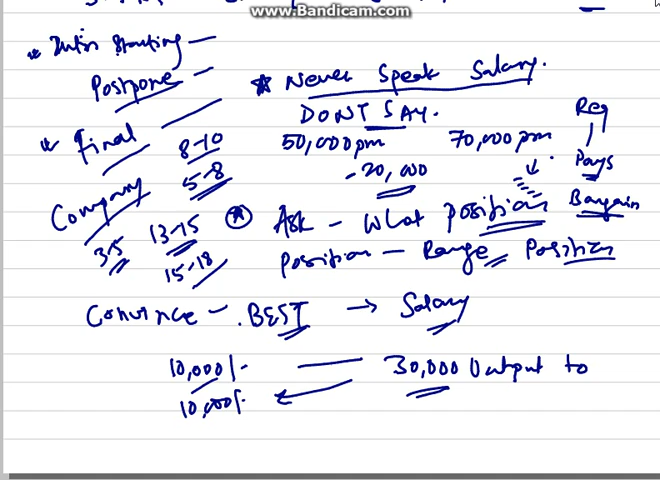 www.Bandicam.com
* Intr. Starting —
Postpone —
* Never Speak Salary.
DONT SAY.
* Final
8-10
50,000 pm
70,000 pm
Req
5-8
- 20,000
Pays
Company
3-5
13-15
15-18
* Ask - What position
Bargain
Position - Range Position
Convince - BEST → Salary
10,000/- — 30,000 Output to
10,000/-